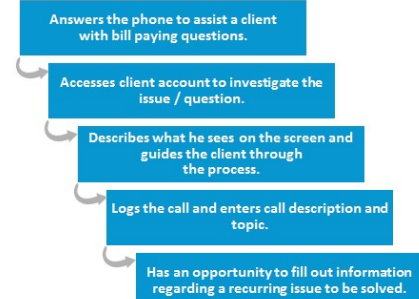 Answers the phone to assist a client
with bill paying questions.
Accesses client account to investigate the
issue / question.
Describes what he sees on the screen and
guides the client through
the process.
Logs the call and enters call description and
topic.
Has an opportunity to fill out information
regarding a recurring issue to be solved.